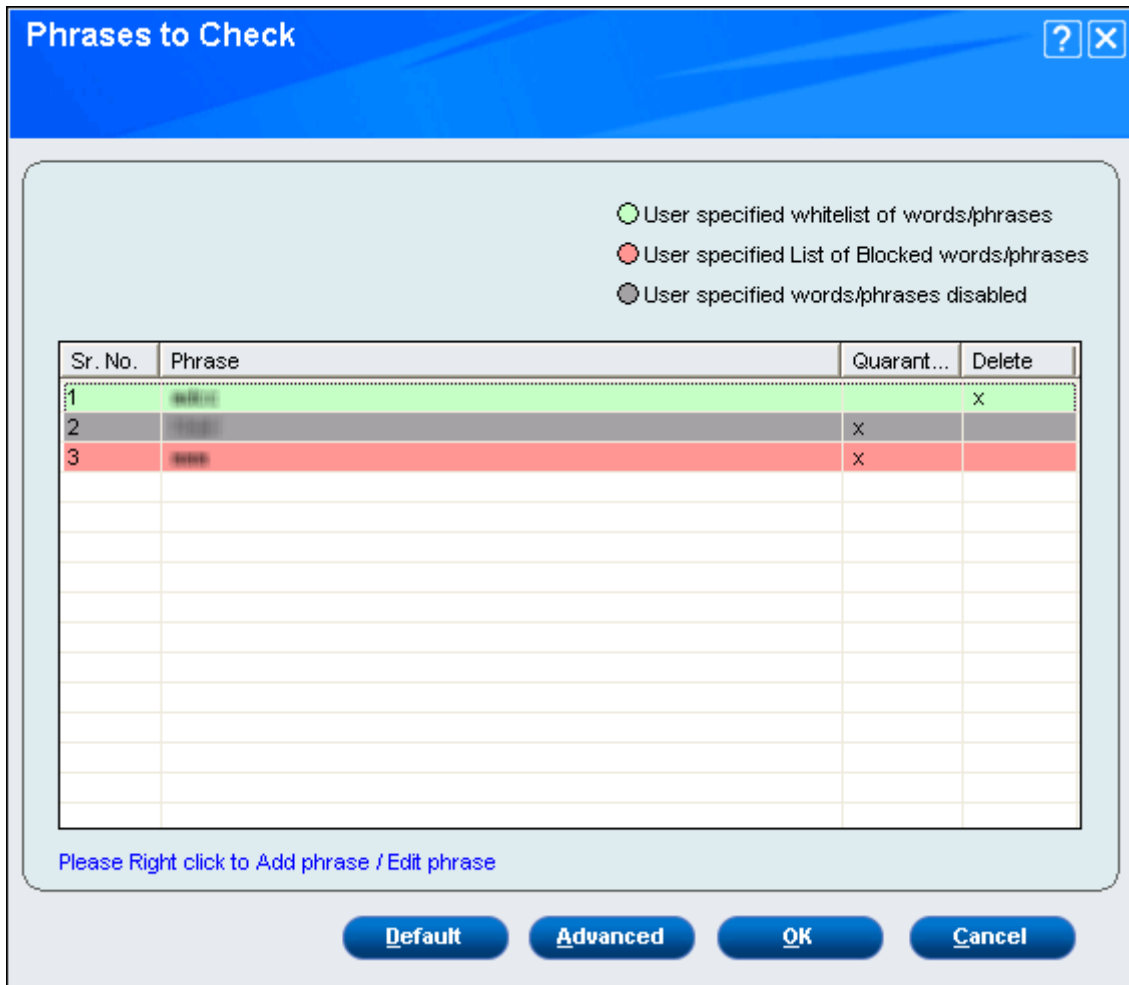 Phrases to Check
User specified whitelist of words/phrases
User specified List of Blocked words/phrases
User specified words/phrases disabled
Sr. No. Phrase Quarant... Delete
1 x
2 x
3 x
Please Right click to Add phrase / Edit phrase
Default Advanced OK Cancel